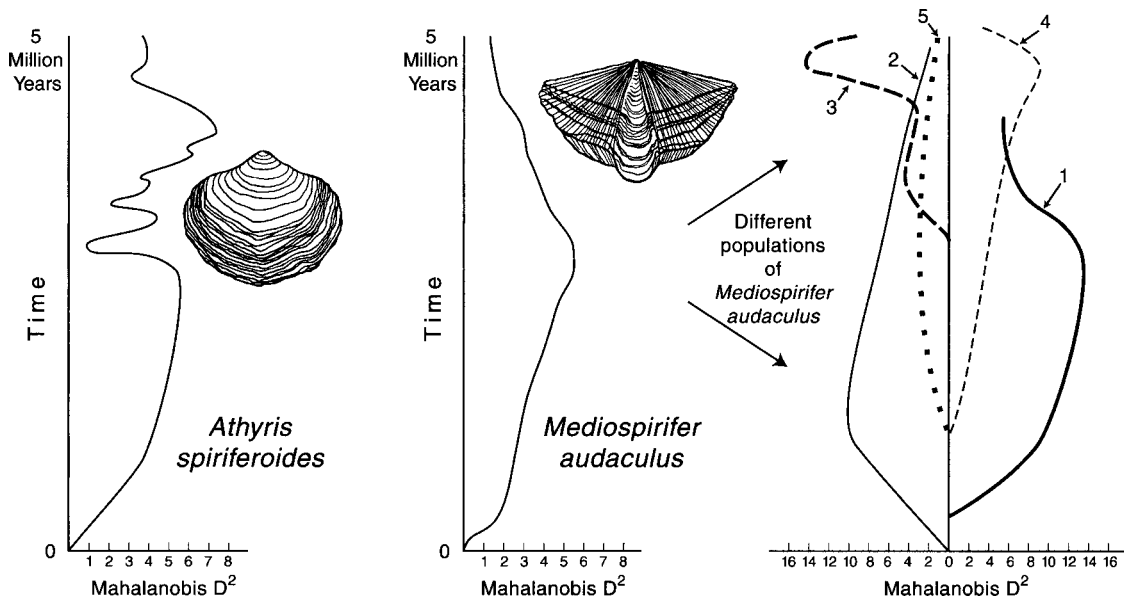 5
Million
Years
Time
0
1 2 3 4 5 6 7 8
Mahalanobis D²
Athyris
spiriferoides
5
Million
Years
Time
0
1 2 3 4 5 6 7 8
Mahalanobis D²
Mediospirifer
audaculus
Different
populations
of
Mediospirifer
audaculus
5
4
2
3
1
16 14 12 10 8 6 4 2 0 2 4 6 8 10 12 14 16
Mahalanobis D²